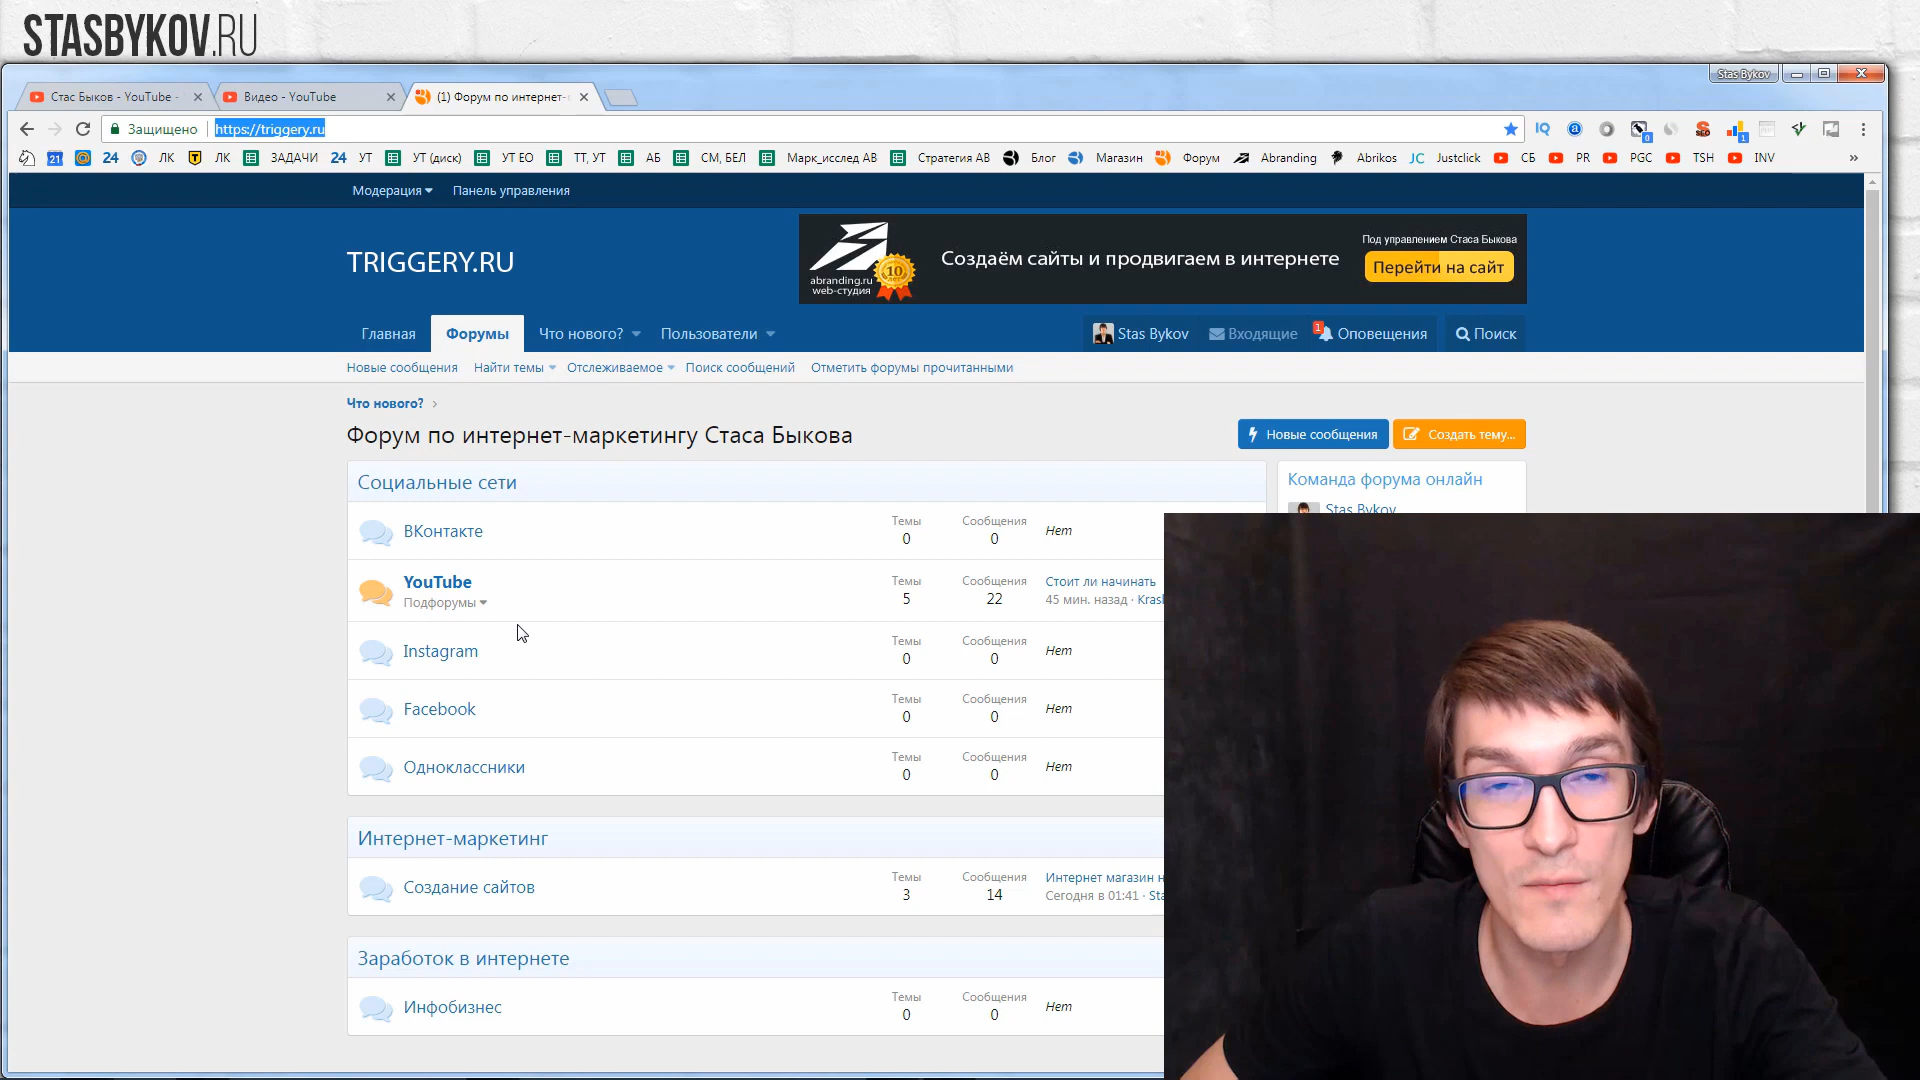 STASBYKOV.RU
Stas Bykov
Стас Быков - YouTube -
Видео - YouTube
(1) Форум по интернет-
Защищено
https://triggery.ru
21
24
ЛК
ЛК
ЗАДАЧИ
24
УТ
УТ (диск)
УТ ЕО
ТТ, УТ
АБ
СМ, БЕЛ
Марк_исслед АВ
Стратегия АВ
Блог
Магазин
Форум
Abranding
Abrikos
JC
Justclick
СБ
PR
PGC
TSH
INV
»
Модерация
Панель управления
TRIGGERY.RU
abranding.ru
web-студия
10
Создаём сайты и продвигаем в интернете
Под управлением Стаса Быкова
Перейти на сайт
Главная
Форумы
Что нового?
Пользователи
Stas Bykov
Входящие
1
Оповещения
Поиск
Новые сообщения
Найти темы
Отслеживаемое
Поиск сообщений
Отметить форумы прочитанными
Что нового?
Форум по интернет-маркетингу Стаса Быкова
Новые сообщения
Создать тему...
Социальные сети
Команда форума онлайн
Stas Bykov
ВКонтакте
Темы
0
Сообщения
0
Нет
YouTube
Подфорумы
Темы
5
Сообщения
22
Стоит ли начинать
45 мин. назад · Krasl
Instagram
Темы
0
Сообщения
0
Нет
Facebook
Темы
0
Сообщения
0
Нет
Одноклассники
Темы
0
Сообщения
0
Нет
Интернет-маркетинг
Создание сайтов
Темы
3
Сообщения
14
Интернет магазин н
Сегодня в 01:41 · Sta
Заработок в интернете
Инфобизнес
Темы
0
Сообщения
0
Нет